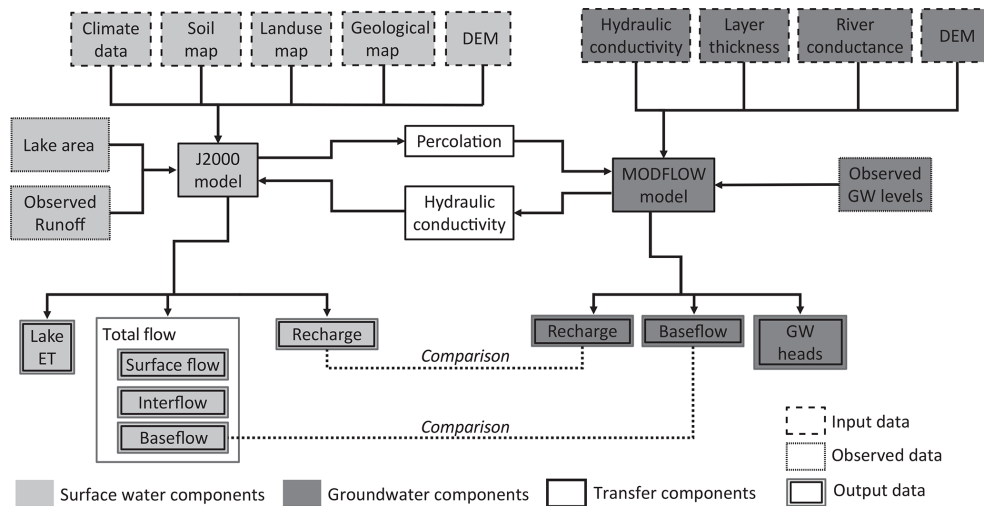 Climate
data
Soil
map
Landuse
map
Geological
map
DEM
Hydraulic
conductivity
Layer
thickness
River
conductance
DEM
Lake area
Observed
Runoff
J2000
model
Percolation
Hydraulic
conductivity
MODFLOW
model
Observed
GW levels
Lake
ET
Total flow
Surface flow
Interflow
Baseflow
Recharge
Comparison
Recharge
Baseflow
GW
heads
Comparison
Input data
Observed data
Output data
Surface water components
Groundwater components
Transfer components